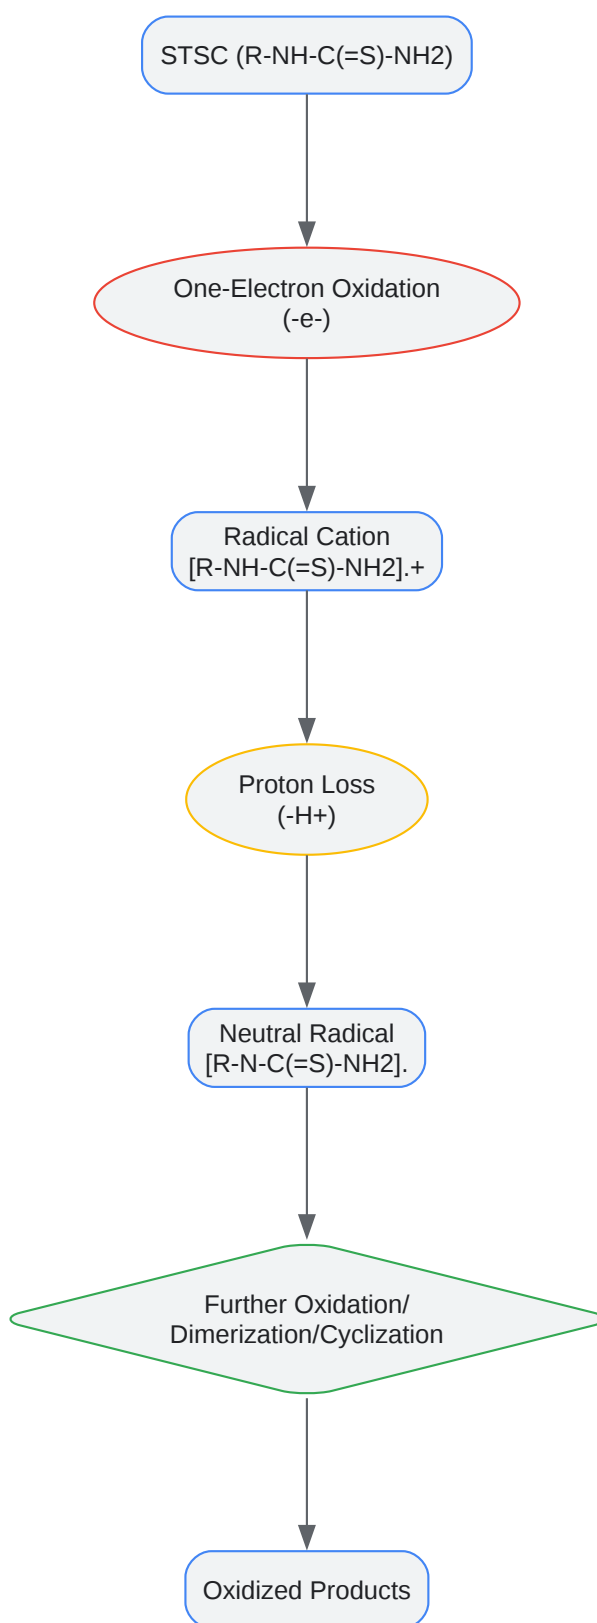 STSC (R-NH-C(=S)-NH2)
One-Electron Oxidation
(-e-)
Radical Cation
[R-NH-C(=S)-NH2].+
Proton Loss
(-H+)
Neutral Radical
[R-N-C(=S)-NH2].
Further Oxidation/
Dimerization/Cyclization
Oxidized Products